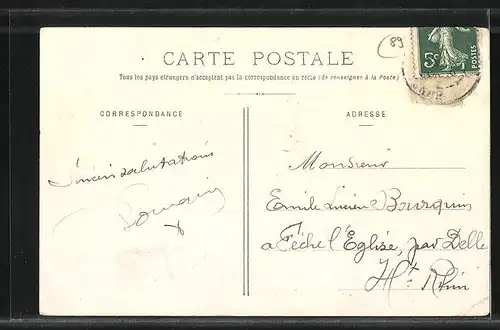 89
5c
POSTES
CARTE POSTALE
Tous les pays étrangers n'acceptent pas la correspondance au recto (Se renseigner à la Poste)
CORRESPONDANCE
ADRESSE
Sincères salutations
Monsieur
Emile Lucien Bourquin
a Fêche l'Eglise, par Delle
Ht Rhin